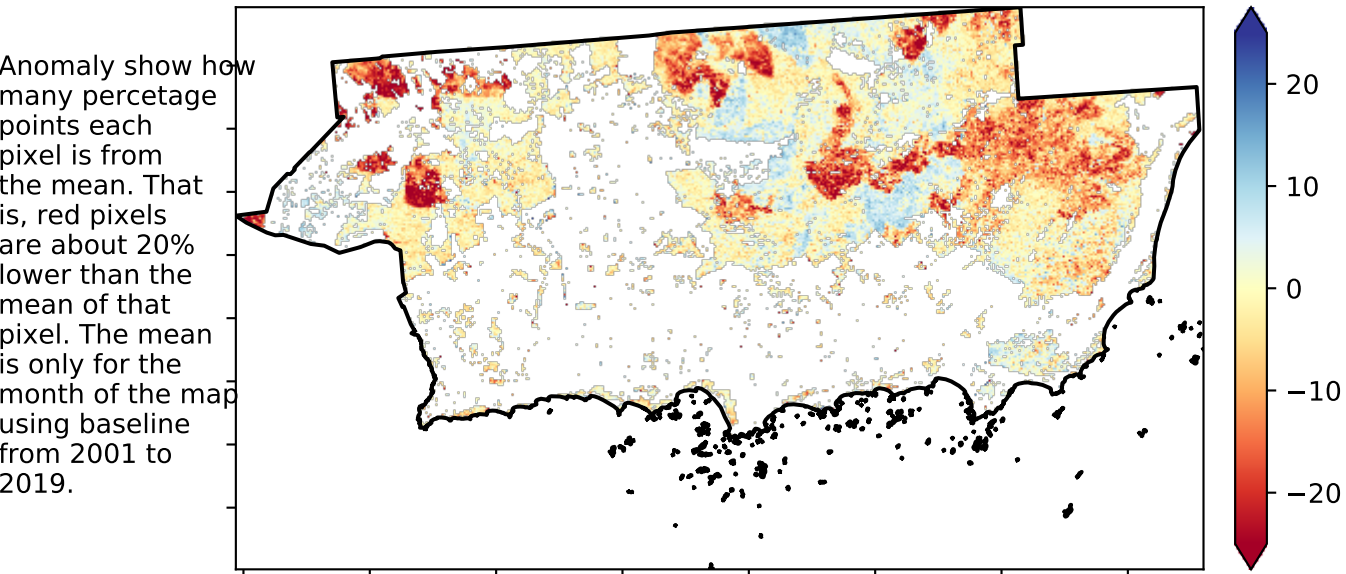 Anomaly show how
many percetage
points each
pixel is from
the mean. That
is, red pixels
are about 20%
lower than the
mean of that
pixel. The mean
is only for the
month of the map
using baseline
from 2001 to
2019.
20
10
0
−10
−20